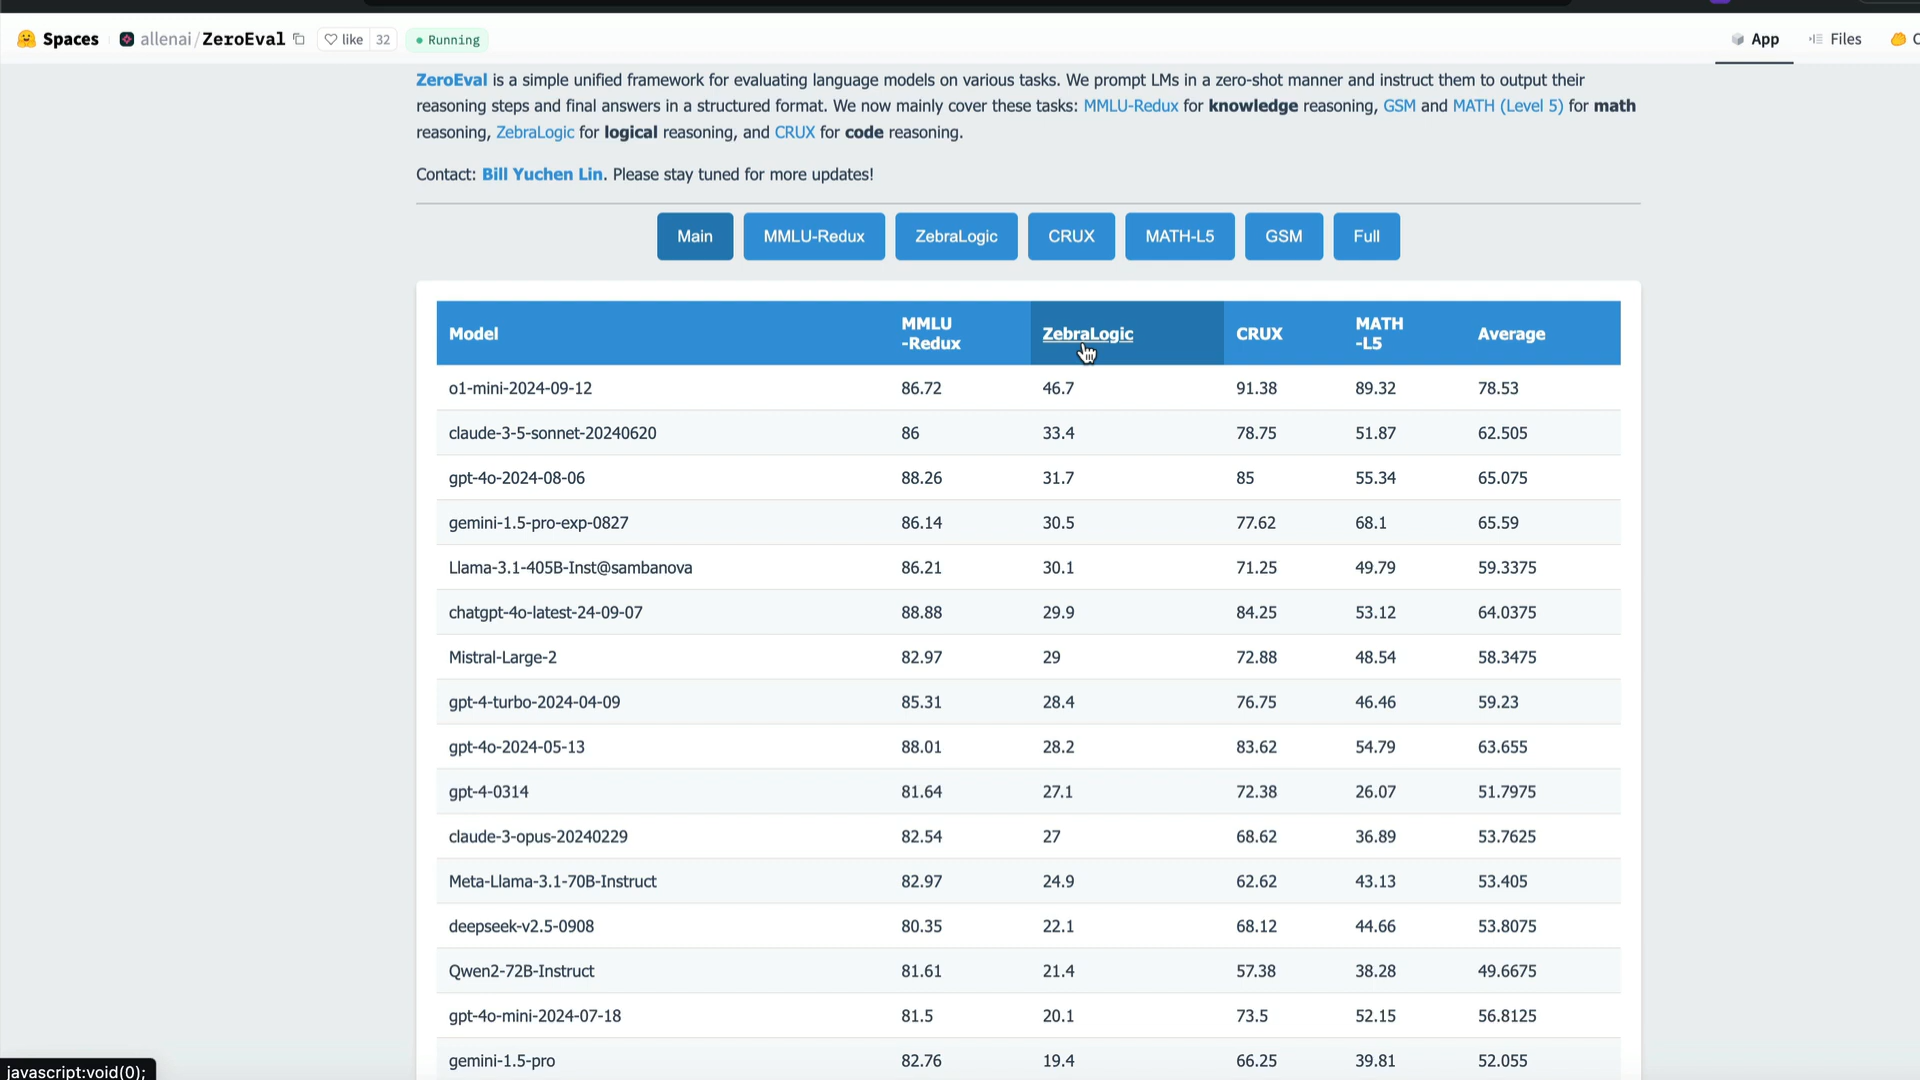 Spaces allenai/ZeroEval like 32 Running App Files
ZeroEval is a simple unified framework for evaluating language models on various tasks. We prompt LMs in a zero-shot manner and instruct them to output their
reasoning steps and final answers in a structured format. We now mainly cover these tasks: MMLU-Redux for knowledge reasoning, GSM and MATH (Level 5) for math
reasoning, ZebraLogic for logical reasoning, and CRUX for code reasoning.
Contact: Bill Yuchen Lin. Please stay tuned for more updates!
Main MMLU-Redux ZebraLogic CRUX MATH-L5 GSM Full
Model MMLU -Redux ZebraLogic CRUX MATH -L5 Average
o1-mini-2024-09-12 86.72 46.7 91.38 89.32 78.53
claude-3-5-sonnet-20240620 86 33.4 78.75 51.87 62.505
gpt-4o-2024-08-06 88.26 31.7 85 55.34 65.075
gemini-1.5-pro-exp-0827 86.14 30.5 77.62 68.1 65.59
Llama-3.1-405B-Inst@sambanova 86.21 30.1 71.25 49.79 59.3375
chatgpt-4o-latest-24-09-07 88.88 29.9 84.25 53.12 64.0375
Mistral-Large-2 82.97 29 72.88 48.54 58.3475
gpt-4-turbo-2024-04-09 85.31 28.4 76.75 46.46 59.23
gpt-4o-2024-05-13 88.01 28.2 83.62 54.79 63.655
gpt-4-0314 81.64 27.1 72.38 26.07 51.7975
claude-3-opus-20240229 82.54 27 68.62 36.89 53.7625
Meta-Llama-3.1-70B-Instruct 82.97 24.9 62.62 43.13 53.405
deepseek-v2.5-0908 80.35 22.1 68.12 44.66 53.8075
Qwen2-72B-Instruct 81.61 21.4 57.38 38.28 49.6675
gpt-4o-mini-2024-07-18 81.5 20.1 73.5 52.15 56.8125
gemini-1.5-pro 82.76 19.4 66.25 39.81 52.055
javascript:void(0);